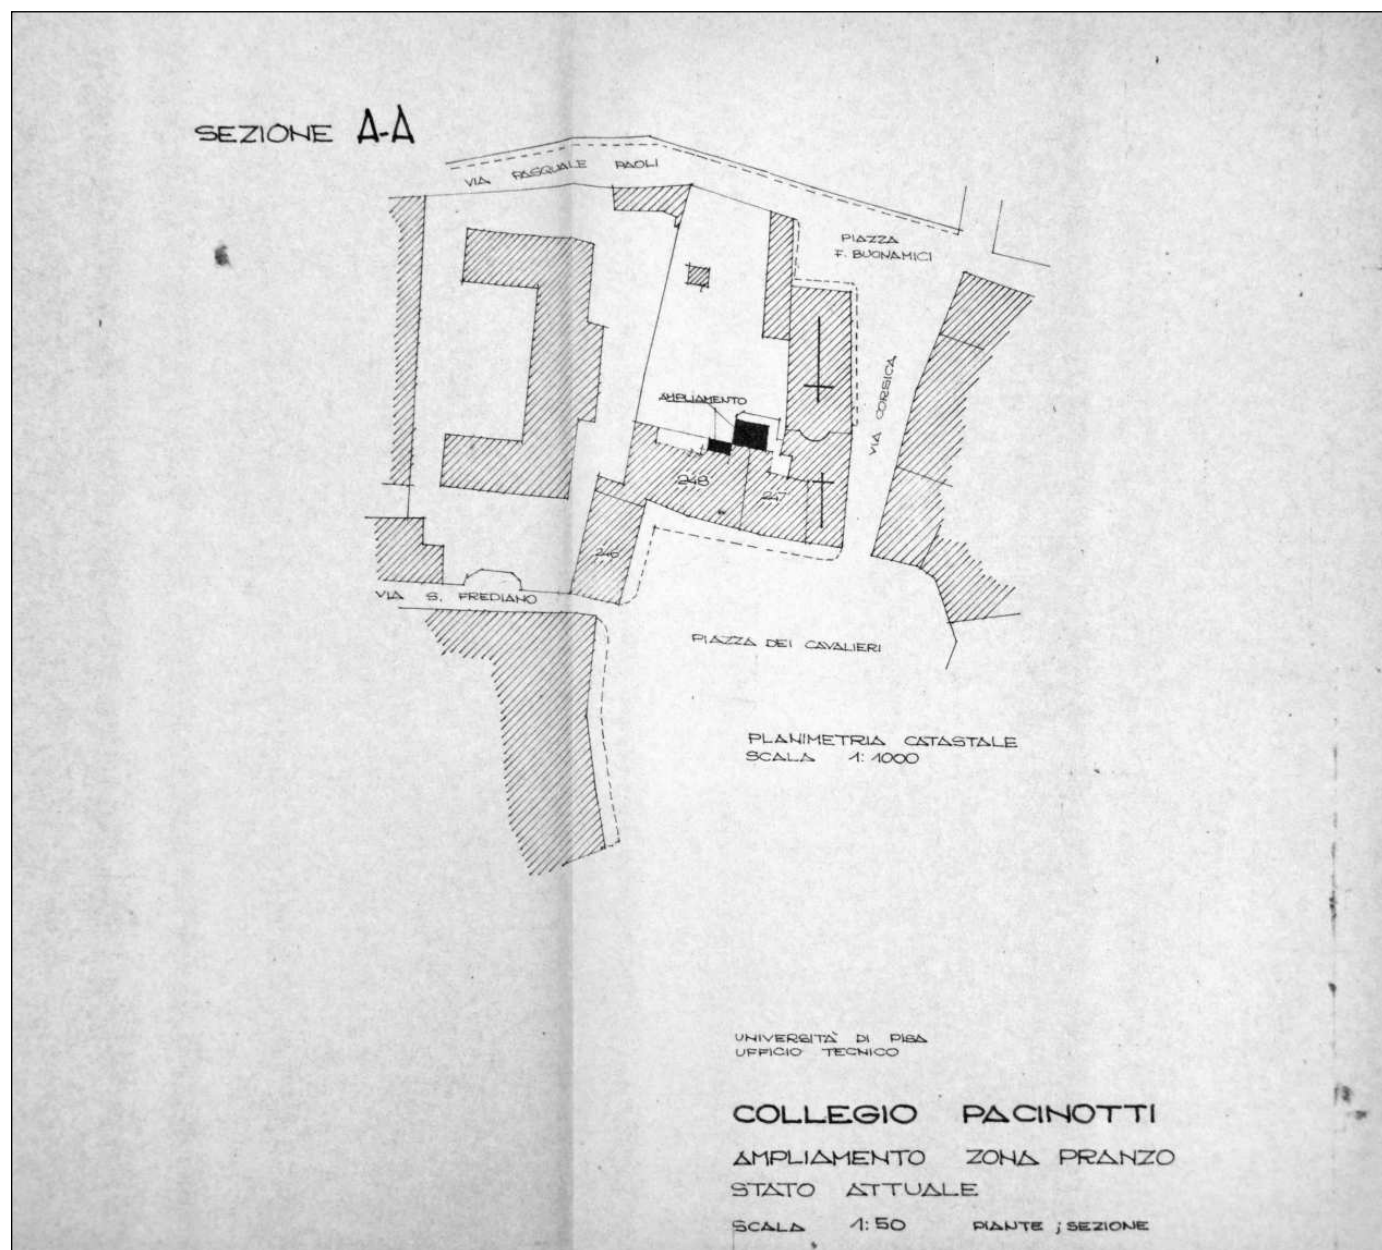 SEZIONE A-A
VIA PASQUALE PAOLI
PIAZZA
F. BUONAMICI
VIA CORSICA
AMPLIAMENTO
248
247
246
VIA S. FREDIANO
PIAZZA DEI CAVALIERI
PLANIMETRIA CATASTALE
SCALA 1:1000
UNIVERSITÀ DI PISA
UFFICIO TECNICO
COLLEGIO PACINOTTI
AMPLIAMENTO ZONA PRANZO
STATO ATTUALE
SCALA 1:50 PIANTE ; SEZIONE